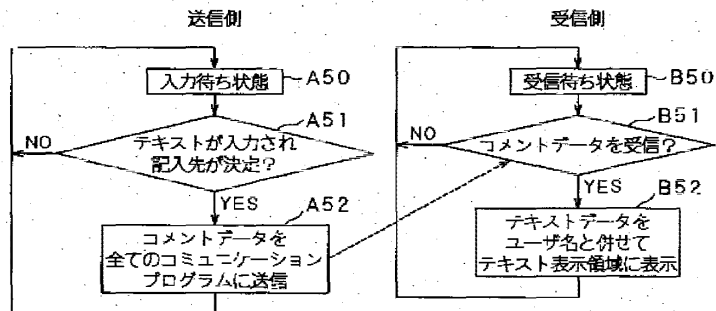 送信側
入力待ち状態
A50
A51
テキストが入力され
記入先が決定?
NO
YES
A52
コメントデータを
全てのコミュニケーション
プログラムに送信
受信側
受信待ち状態
B50
B51
コメントデータを受信?
NO
YES
B52
テキストデータを
ユーザ名と併せて
テキスト表示領域に表示